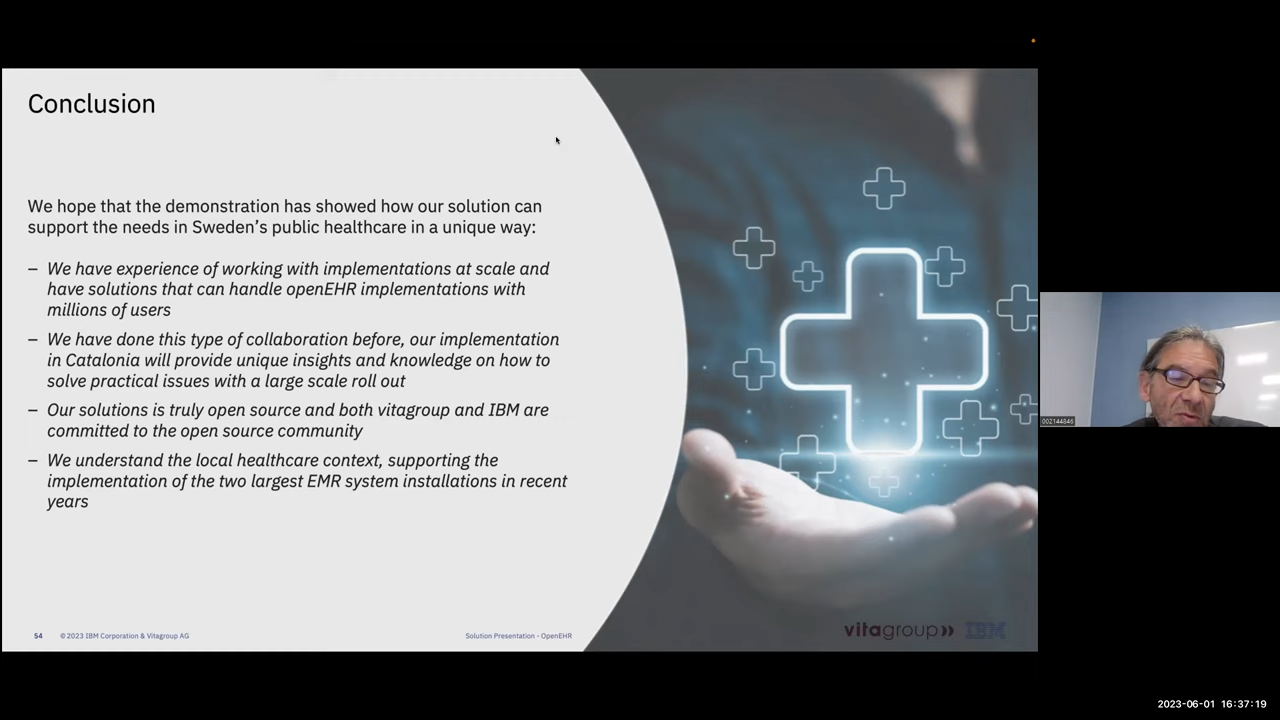 Conclusion
We hope that the demonstration has showed how our solution can
support the needs in Sweden’s public healthcare in a unique way:
– We have experience of working with implementations at scale and
have solutions that can handle openEHR implementations with
millions of users
– We have done this type of collaboration before, our implementation
in Catalonia will provide unique insights and knowledge on how to
solve practical issues with a large scale roll out
– Our solutions is truly open source and both vitagroup and IBM are
committed to the open source community
– We understand the local healthcare context, supporting the
implementation of the two largest EMR system installations in recent
years
54 © 2023 IBM Corporation & Vitagroup AG
Solution Presentation - OpenEHR
vitagroup
IBM
002144846
2023-06-01 16:37:19